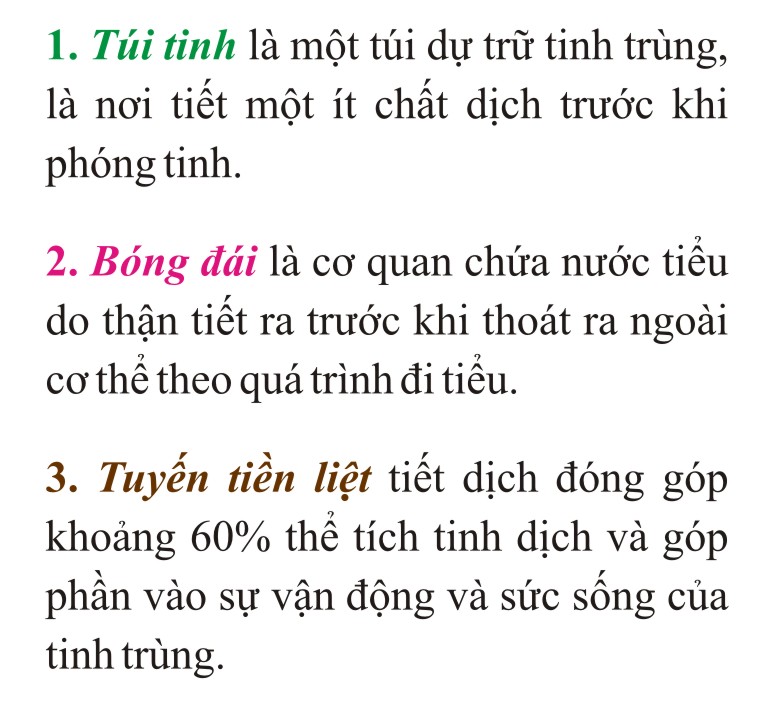 1. Túi tinh là một túi dự trữ tinh trùng,
là nơi tiết một ít chất dịch trước khi
phóng tinh.
2. Bóng đái là cơ quan chứa nước tiểu
do thận tiết ra trước khi thoát ra ngoài
cơ thể theo quá trình đi tiểu.
3. Tuyến tiền liệt tiết dịch đóng góp
khoảng 60% thể tích tinh dịch và góp
phần vào sự vận động và sức sống của
tinh trùng.